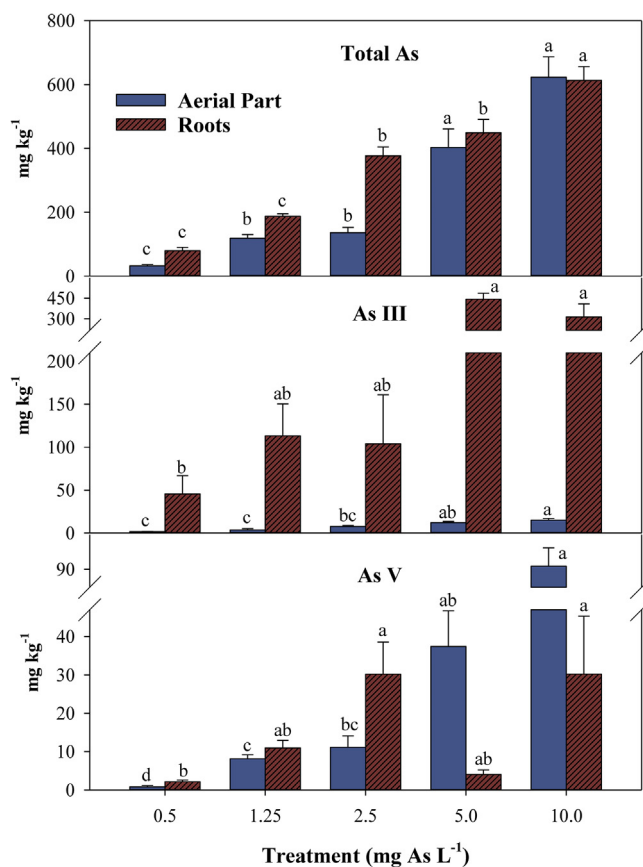 800
Total As
a
a
Aerial Part
Roots
600
mg kg-1
a
b
400
b
200
b
c
b
c
c
0
450
As III
a
a
300
200
mg kg-1
150
ab
ab
100
b
50
c
c
bc
ab
a
0
90
As V
a
ab
a
a
40
mg kg-1
30
20
ab
bc
10
c
ab
d
b
0
0.5
1.25
2.5
5.0
10.0
Treatment (mg As L-1)